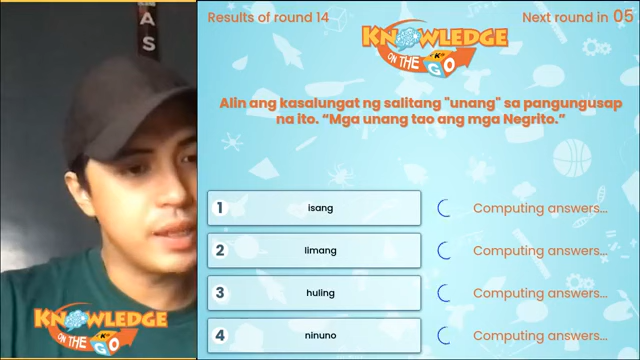 AS
Results of round 14
Next round in 05
KNOWLEDGE
ON THE GO
Alin ang kasalungat ng salitang "unang" sa pangungusap
na ito. “Mga unang tao ang mga Negrito.”
1 isang Computing answers...
2 limang Computing answers...
3 huling Computing answers...
4 ninuno Computing answers...
KNOWLEDGE
ON THE GO